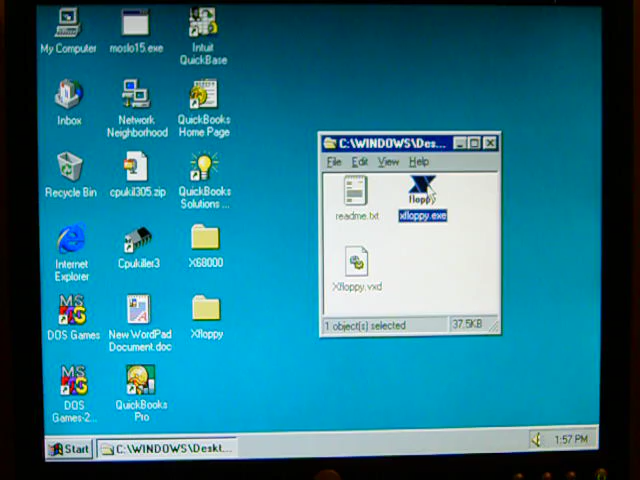 My Computer
moslo15.exe
Intuit
QuickBase
Inbox
Network
Neighborhood
QuickBooks
Home Page
Recycle Bin
cpukil305.zip
QuickBooks
Solutions ...
Internet
Explorer
Cpukiller3
X68000
MS
DOS Games
New WordPad
Document.doc
Xfloppy
MS
DOS
Games-2...
QuickBooks
Pro
C:\WINDOWS\Des...
File Edit View Help
readme.txt
floppy
xfloppy.exe
Xfloppy.vxd
1 object(s) selected
37.5KB
Start
C:\WINDOWS\Deskt...
1:57 PM